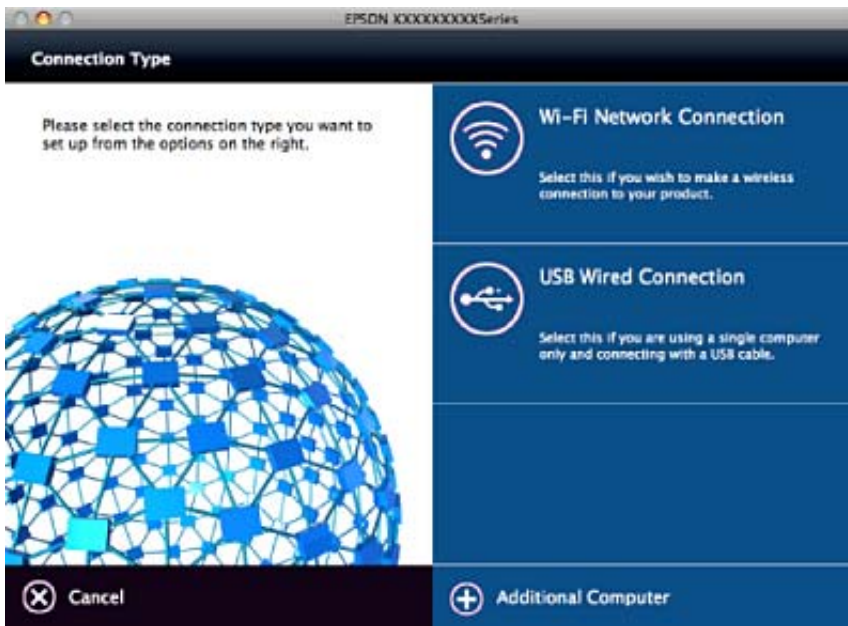 EPSON XXXXXXXXXSeries
Connection Type
Please select the connection type you want to
set up from the options on the right.
Wi-Fi Network Connection
Select this if you wish to make a wireless
connection to your product.
USB Wired Connection
Select this if you are using a single computer
only and connecting with a USB cable.
Cancel
Additional Computer